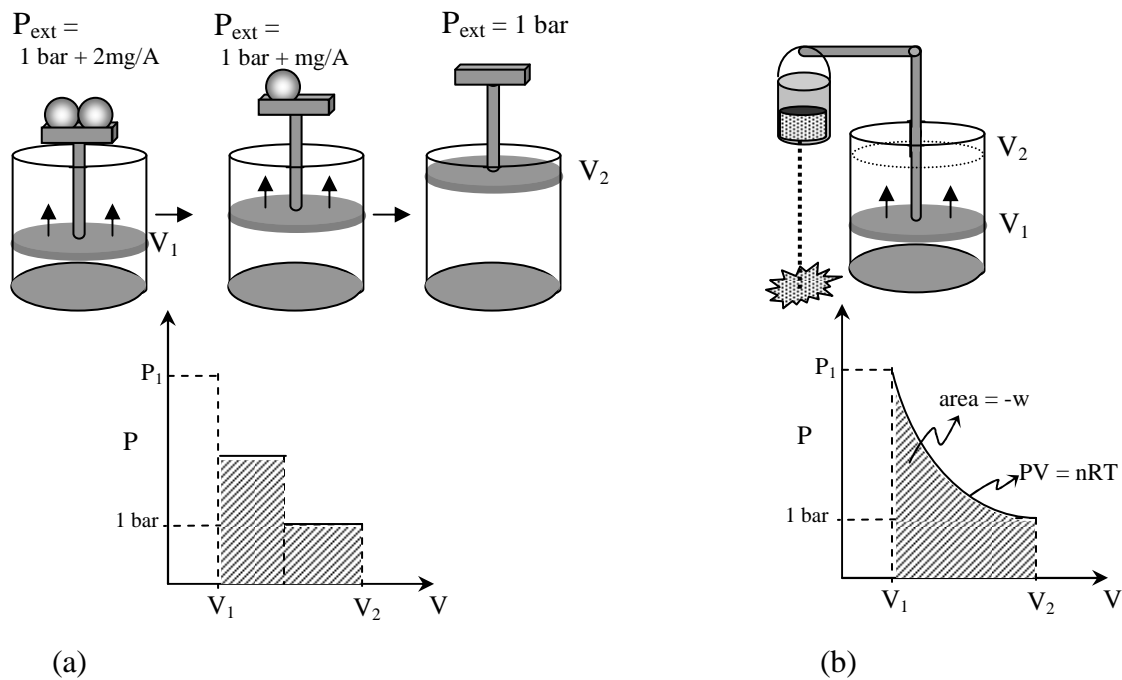 P_ext =
1 bar + 2mg/A
P_ext =
1 bar + mg/A
P_ext = 1 bar
V_1
V_2
V_2
V_1
P_1
P
1 bar
V_1
V_2
V
P_1
area = -w
P
PV = nRT
1 bar
V_1
V_2
V
(a)
(b)